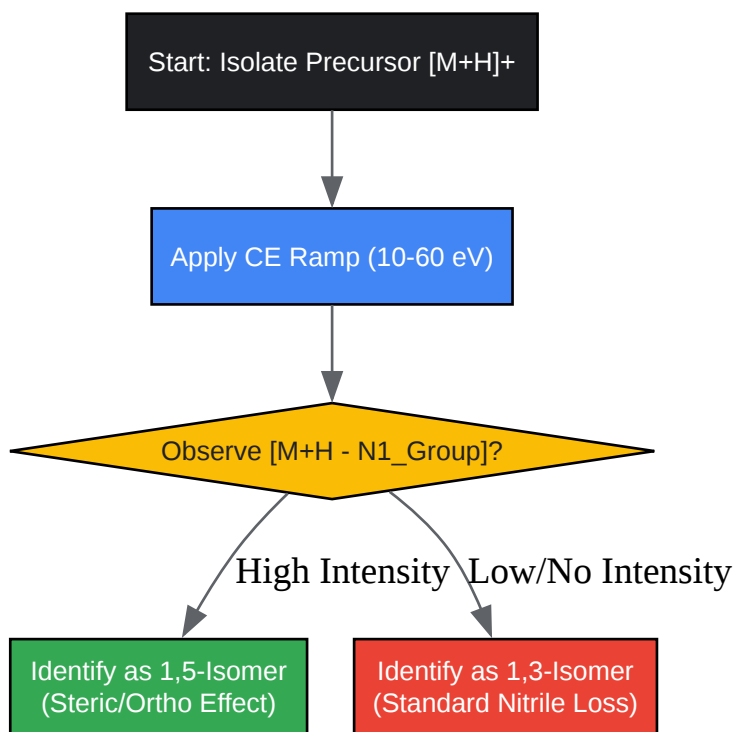 Start: Isolate Precursor [M+H]+
Apply CE Ramp (10-60 eV)
Observe [M+H - N1_Group]?
High Intensity
Low/No Intensity
Identify as 1,5-Isomer
(Steric/Ortho Effect)
Identify as 1,3-Isomer
(Standard Nitrile Loss)